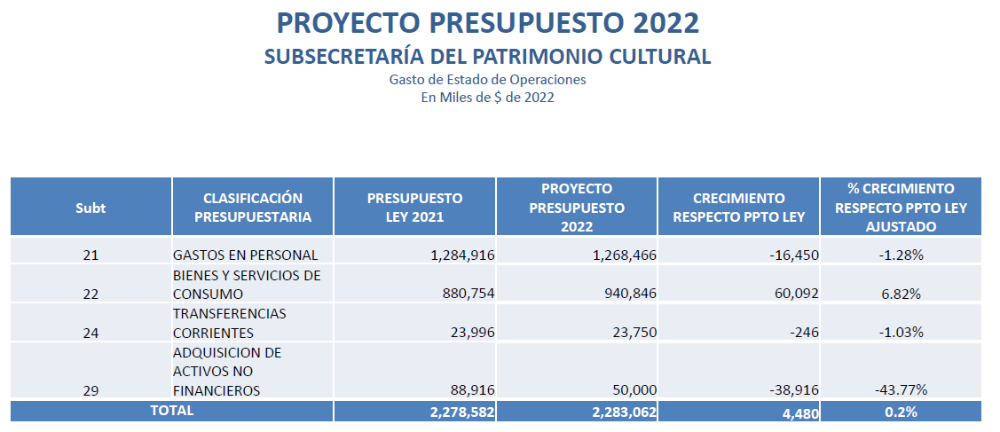 PROYECTO PRESUPUESTO 2022
SUBSECRETARÍA DEL PATRIMONIO CULTURAL
Gasto de Estado de Operaciones
En Miles de $ de 2022
Subt
CLASIFICACIÓN
PRESUPUESTARIA
PRESUPUESTO
LEY 2021
PROYECTO
PRESUPUESTO
2022
CRECIMIENTO
RESPECTO PPTO LEY
% CRECIMIENTO
RESPECTO PPTO LEY
AJUSTADO
21 GASTOS EN PERSONAL 1,284,916 1,268,466 -16,450 -1.28%
BIENES Y SERVICIOS DE
22 CONSUMO 880,754 940,846 60,092 6.82%
TRANSFERENCIAS
24 CORRIENTES 23,996 23,750 -246 -1.03%
ADQUISICION DE
ACTIVOS NO
29 FINANCIEROS 88,916 50,000 -38,916 -43.77%
TOTAL 2,278,582 2,283,062 4,480 0.2%